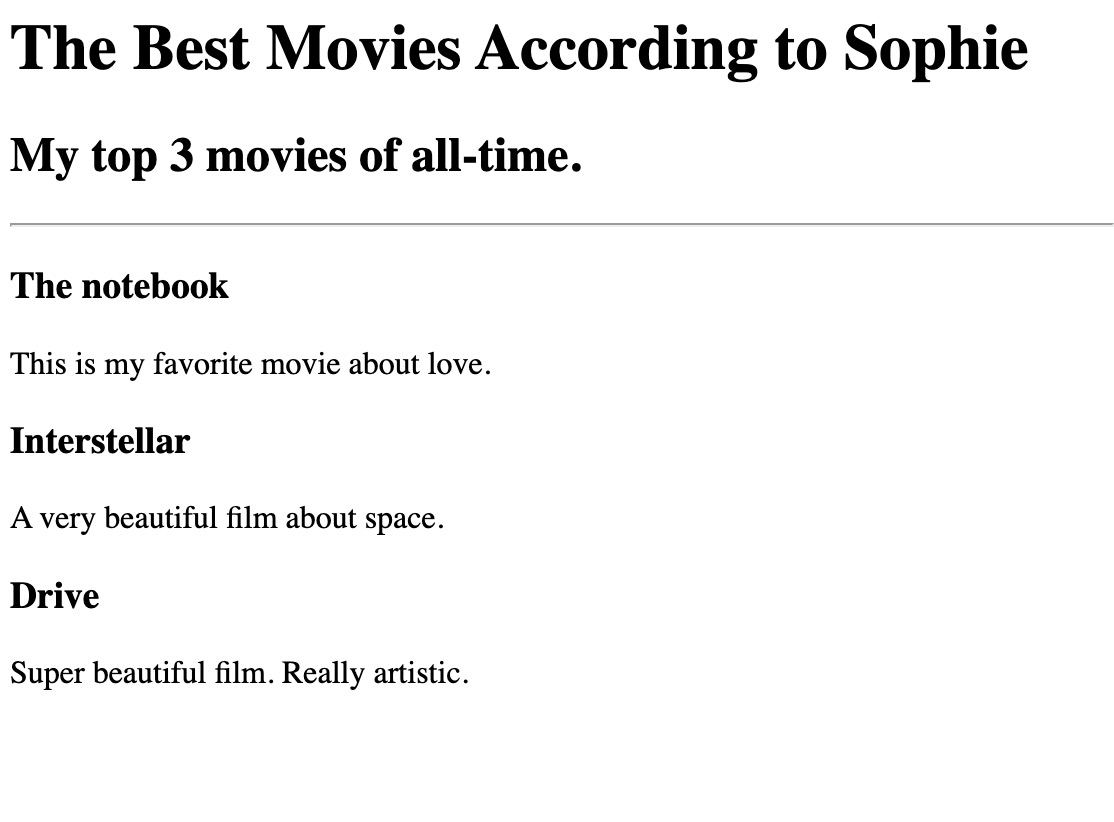 The Best Movies According to Sophie
My top 3 movies of all-time.
The notebook
This is my favorite movie about love.
Interstellar
A very beautiful film about space.
Drive
Super beautiful film. Really artistic.